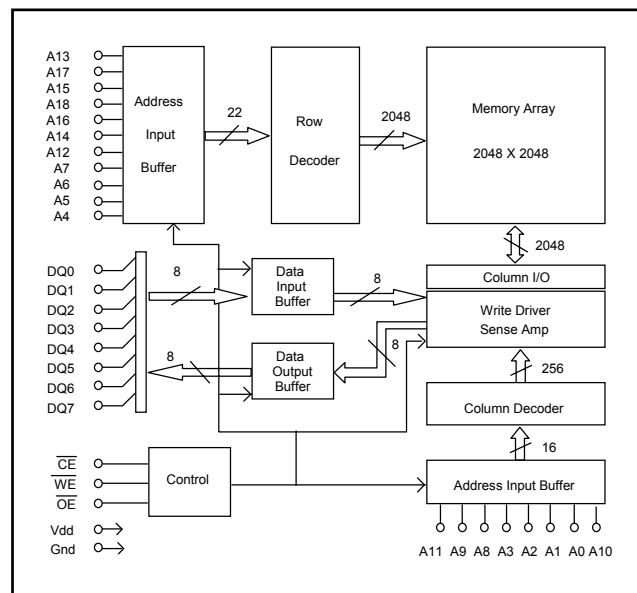 A13
A17
A15
A18
A16
A14
A12
A7
A6
A5
A4
Address
Input
Buffer
22
Row
Decoder
2048
Memory Array
2048 X 2048
2048
Column I/O
Write Driver
Sense Amp
DQ0
DQ1
DQ2
DQ3
DQ4
DQ5
DQ6
DQ7
8
Data
Input
Buffer
8
8
Data
Output
Buffer
8
256
Column Decoder
16
Address Input Buffer
CE
WE
OE
Vdd
Gnd
Control
A11 A9 A8 A3 A2 A1 A0 A10